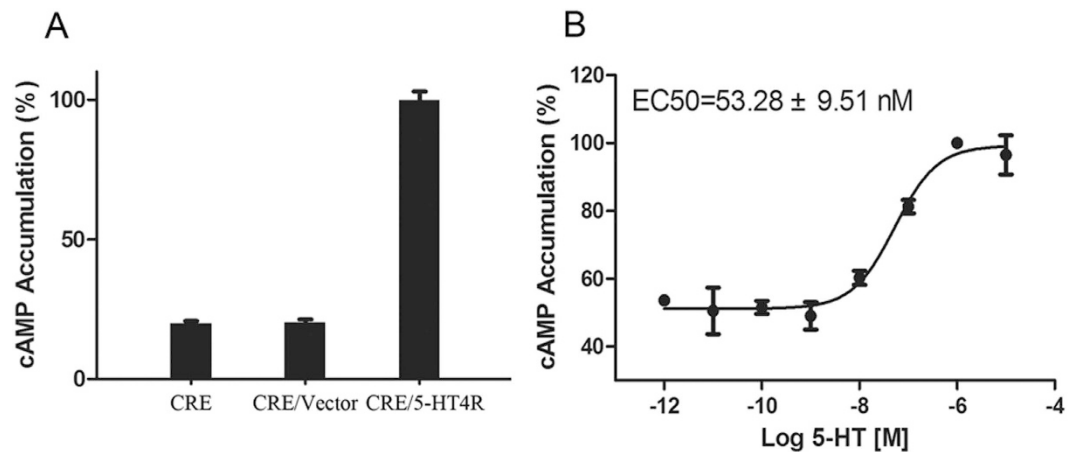 A
cAMP Accumulation (%)
100
50
0
CRE CRE/Vector CRE/5-HT4R
B
cAMP Accumulation (%)
EC50=53.28 ± 9.51 nM
120
100
80
60
40
-12 -10 -8 -6 -4
Log 5-HT [M]